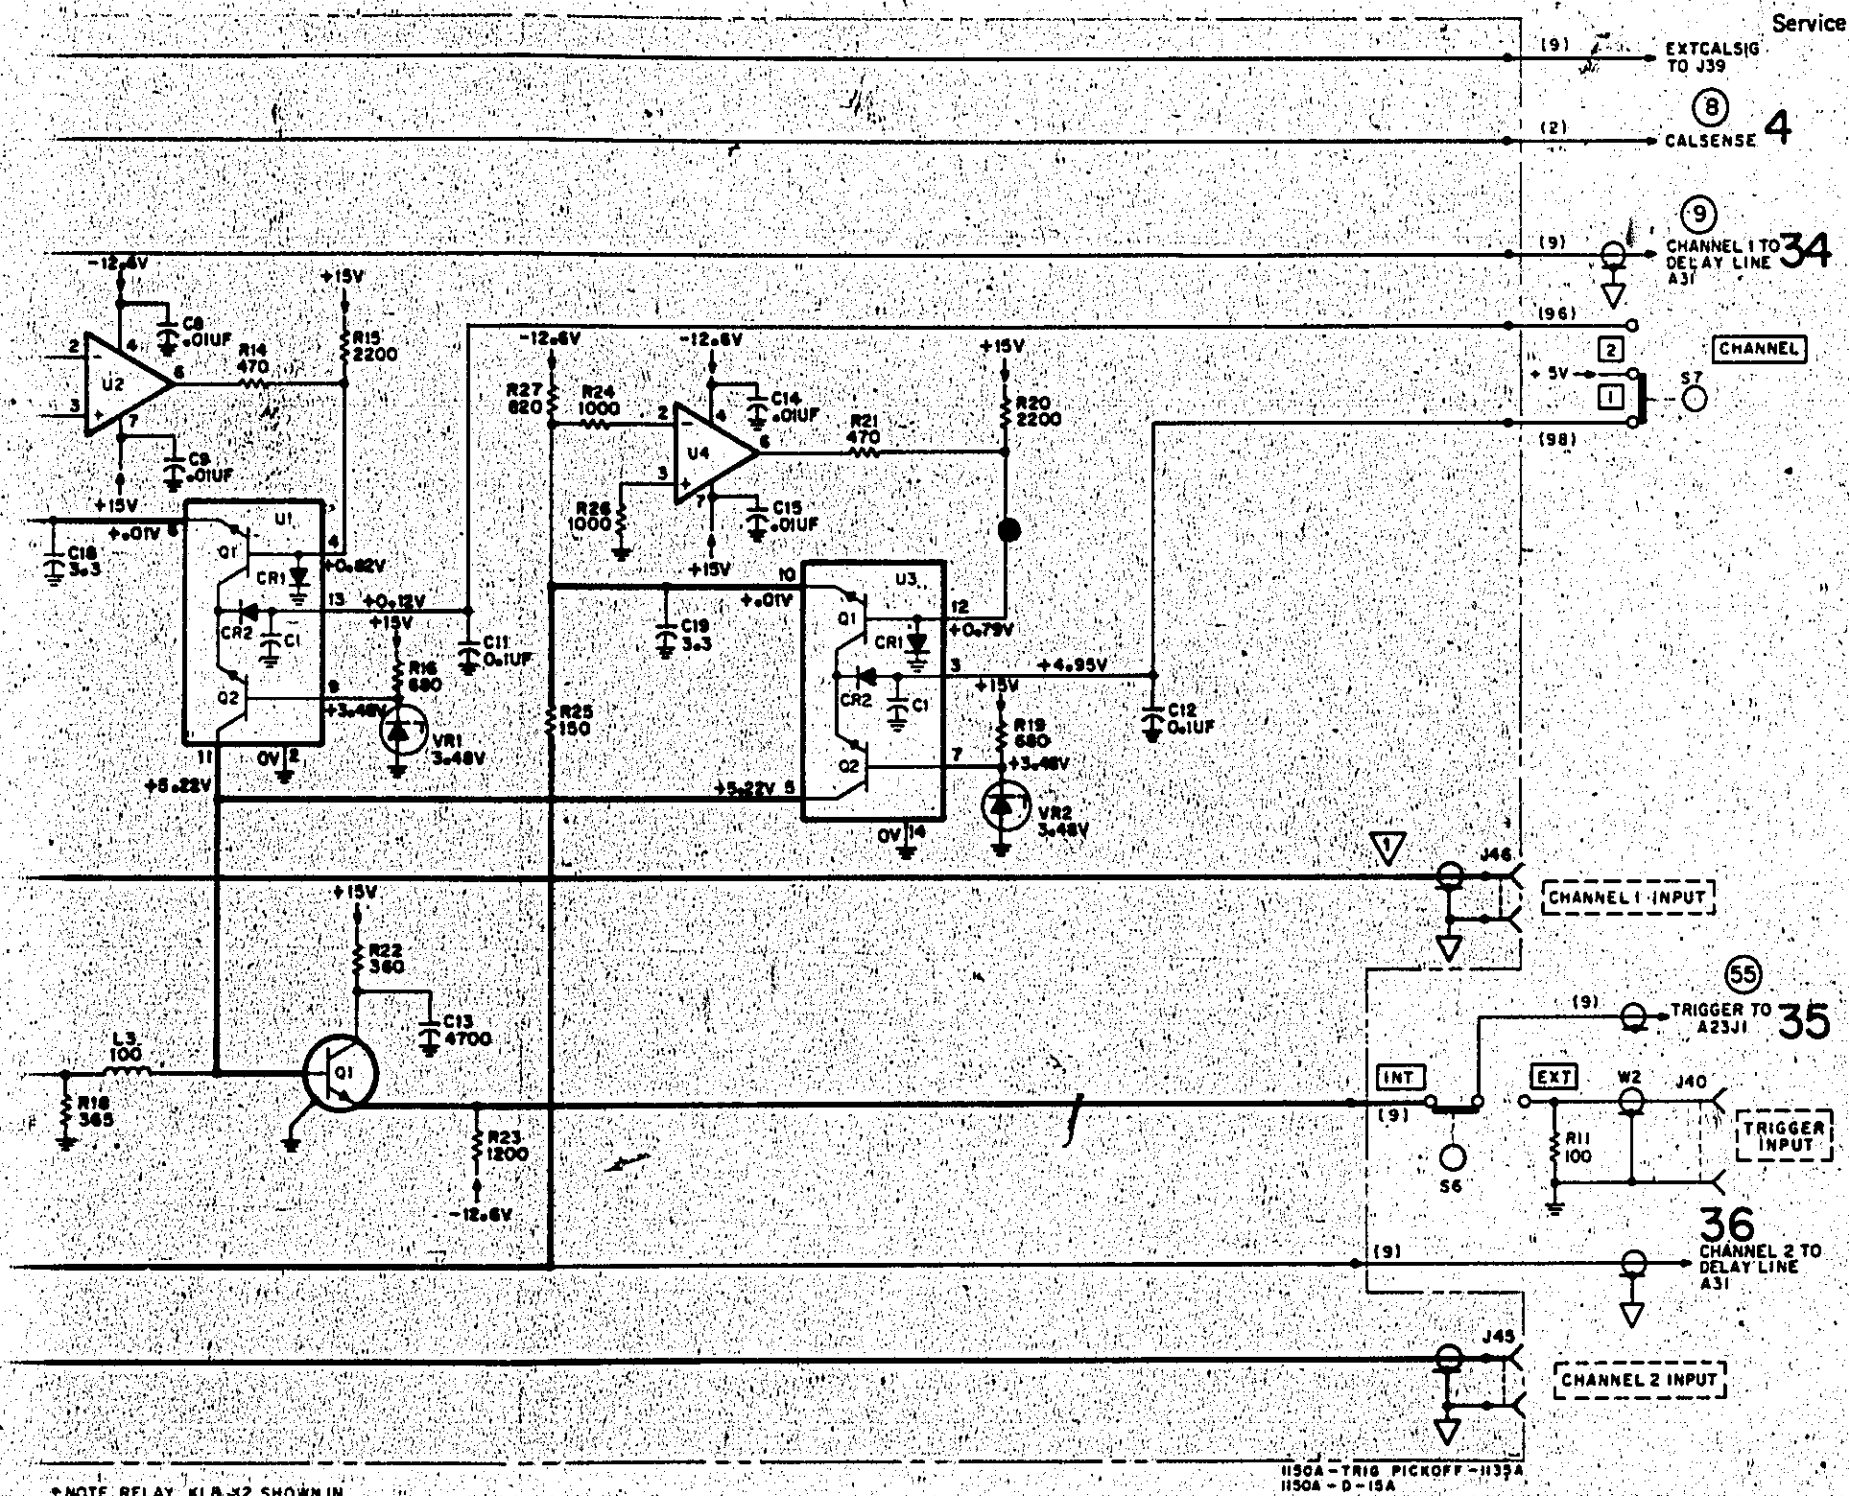 Service
(9)
EXTCALSIG
TO J39
8
(2)
CALSENSE 4
9
(9)
CHANNEL 1 TO 34
DELAY LINE
A31
-12.6V
+15V
C8
.01UF
R15
2200
R14
470
2
4
U2
6
3
+
7
C9
.01UF
+15V
-12.6V
-12.6V
+15V
R27
820
R24
1000
C14
.01UF
R20
2200
2
4
R21
470
U4
6
3
+
7
R26
1000
C15
.01UF
+15V
(96)
2
CHANNEL
+ 5V
1
S7
(98)
+.01V
6
U1
C18
3.3
Q1
4
+0.82V
CR1
13
+0.12V
+15V
CR2
C1
C11
0.1UF
R16
680
Q2
9
+3.48V
VR1
3.48V
11
0V
2
+5.22V
10
+.01V
U3
C19
3.3
Q1
12
+0.79V
CR1
3
+4.95V
+15V
CR2
C1
C12
0.1UF
R25
150
R19
680
+3.48V
Q2
7
+5.22V 5
VR2
3.48V
0V
14
1
J46
CHANNEL 1 INPUT
+15V
R22
360
C13
4700
L3
100
Q1
R18
365
R23
1200
-12.6V
55
(9)
TRIGGER TO 35
A23J1
INT
(9)
EXT
W2
J40
R11
100
TRIGGER
INPUT
S6
36
(9)
CHANNEL 2 TO
DELAY LINE
A31
J45
CHANNEL 2 INPUT
1150A-TRIG PICKOFF-1135A
1150A-D-15A
NOTE RELAY K1 & K2 SHOWN IN